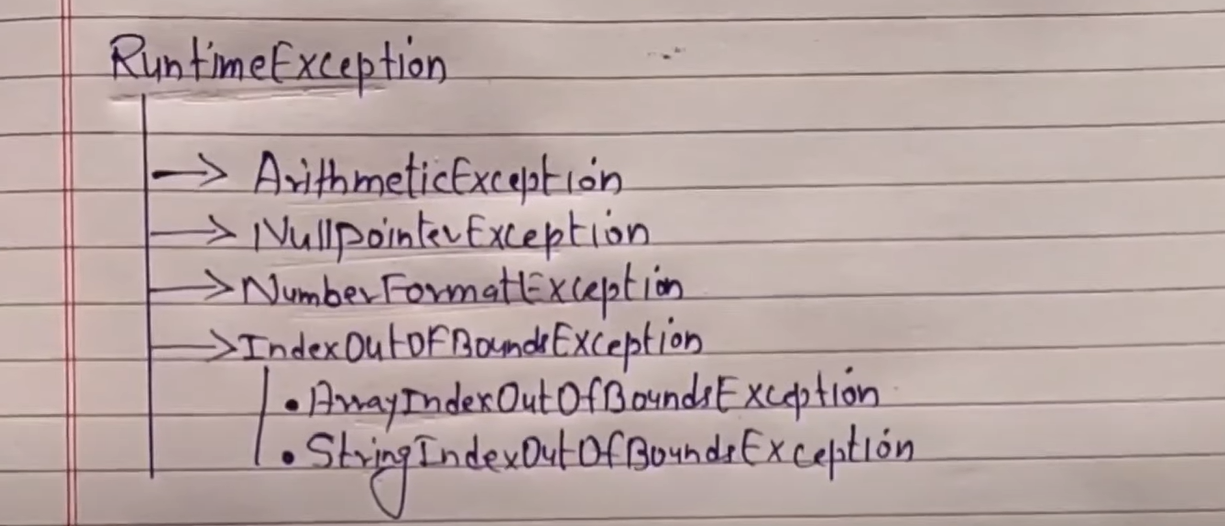 RuntimeException
→ ArithmeticException
→ NullpointerException
→ NumberFormatException
→ IndexOutOFBoundsException
• ArrayIndexOutOfBoundsException
• StringIndexOutOfBoundsException